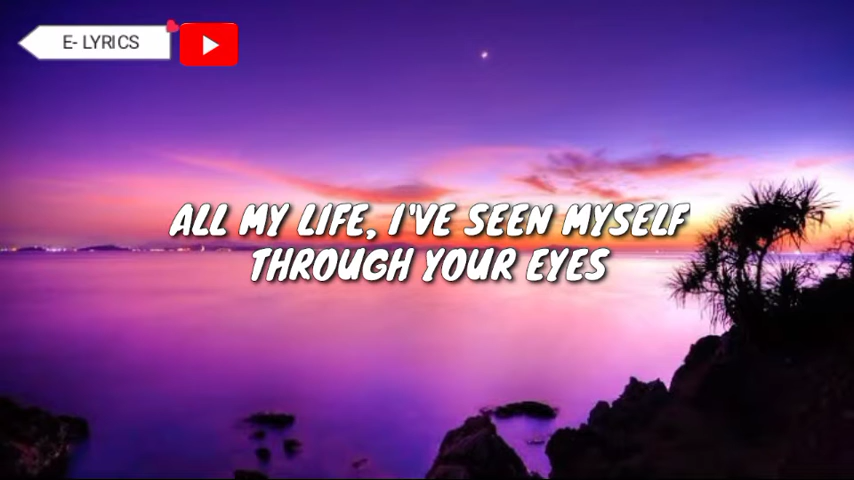 E- LYRICS
ALL MY LIFE, I'VE SEEN MYSELF
THROUGH YOUR EYES